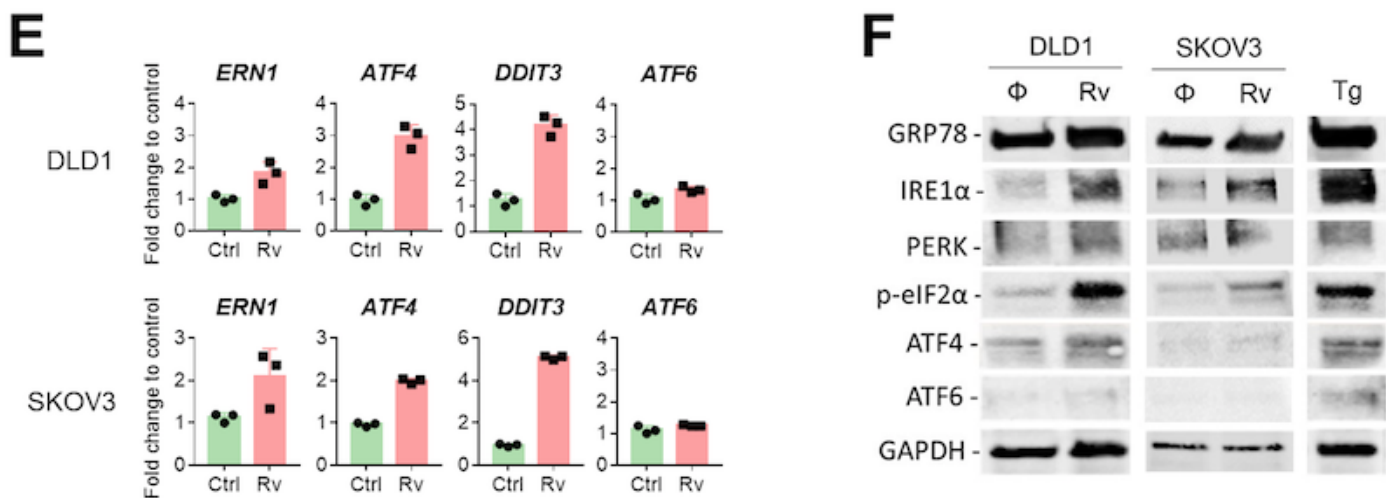 E
ERN1 ATF4 DDIT3 ATF6
DLD1
Fold change to control
4 3 2 1 0
4 3 2 1 0
5 4 3 2 1 0
4 3 2 1 0
Ctrl Rv Ctrl Rv Ctrl Rv Ctrl Rv
ERN1 ATF4 DDIT3 ATF6
SKOV3
Fold change to control
3 2 1 0
3 2 1 0
6 4 2 0
4 3 2 1 0
Ctrl Rv Ctrl Rv Ctrl Rv Ctrl Rv
F
DLD1 SKOV3
Φ Rv Φ Rv Tg
GRP78 -
IRE1α -
PERK -
p-eIF2α -
ATF4 -
ATF6 -
GAPDH -